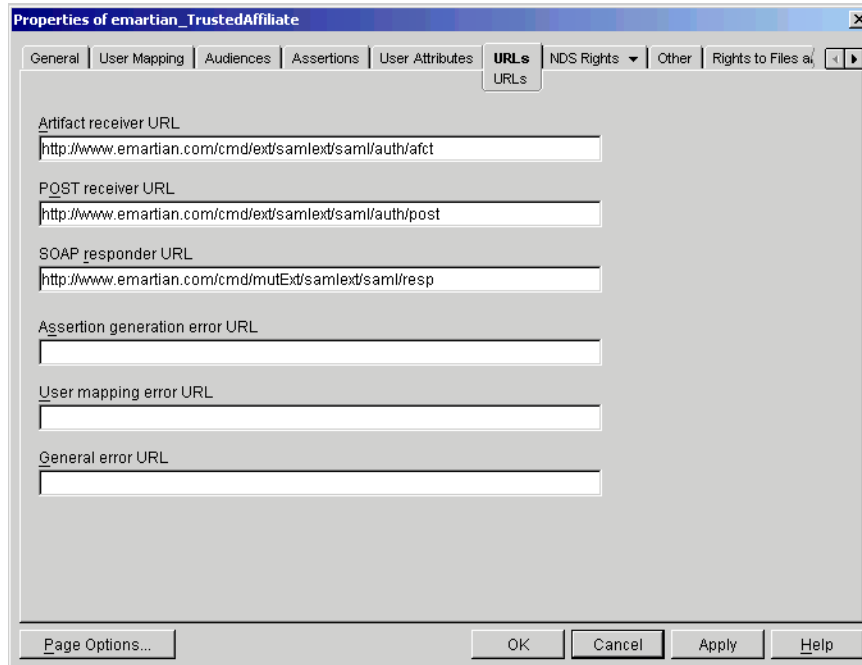 Properties of emartian_TrustedAffiliate
General User Mapping Audiences Assertions User Attributes URLs NDS Rights Other Rights to Files
URLs
Artifact receiver URL
http://www.emartian.com/cmd/ext/samlext/saml/auth/afct
POST receiver URL
http://www.emartian.com/cmd/ext/samlext/saml/auth/post
SOAP responder URL
http://www.emartian.com/cmd/mutExt/samlext/saml/resp
Assertion generation error URL
User mapping error URL
General error URL
Page Options... OK Cancel Apply Help